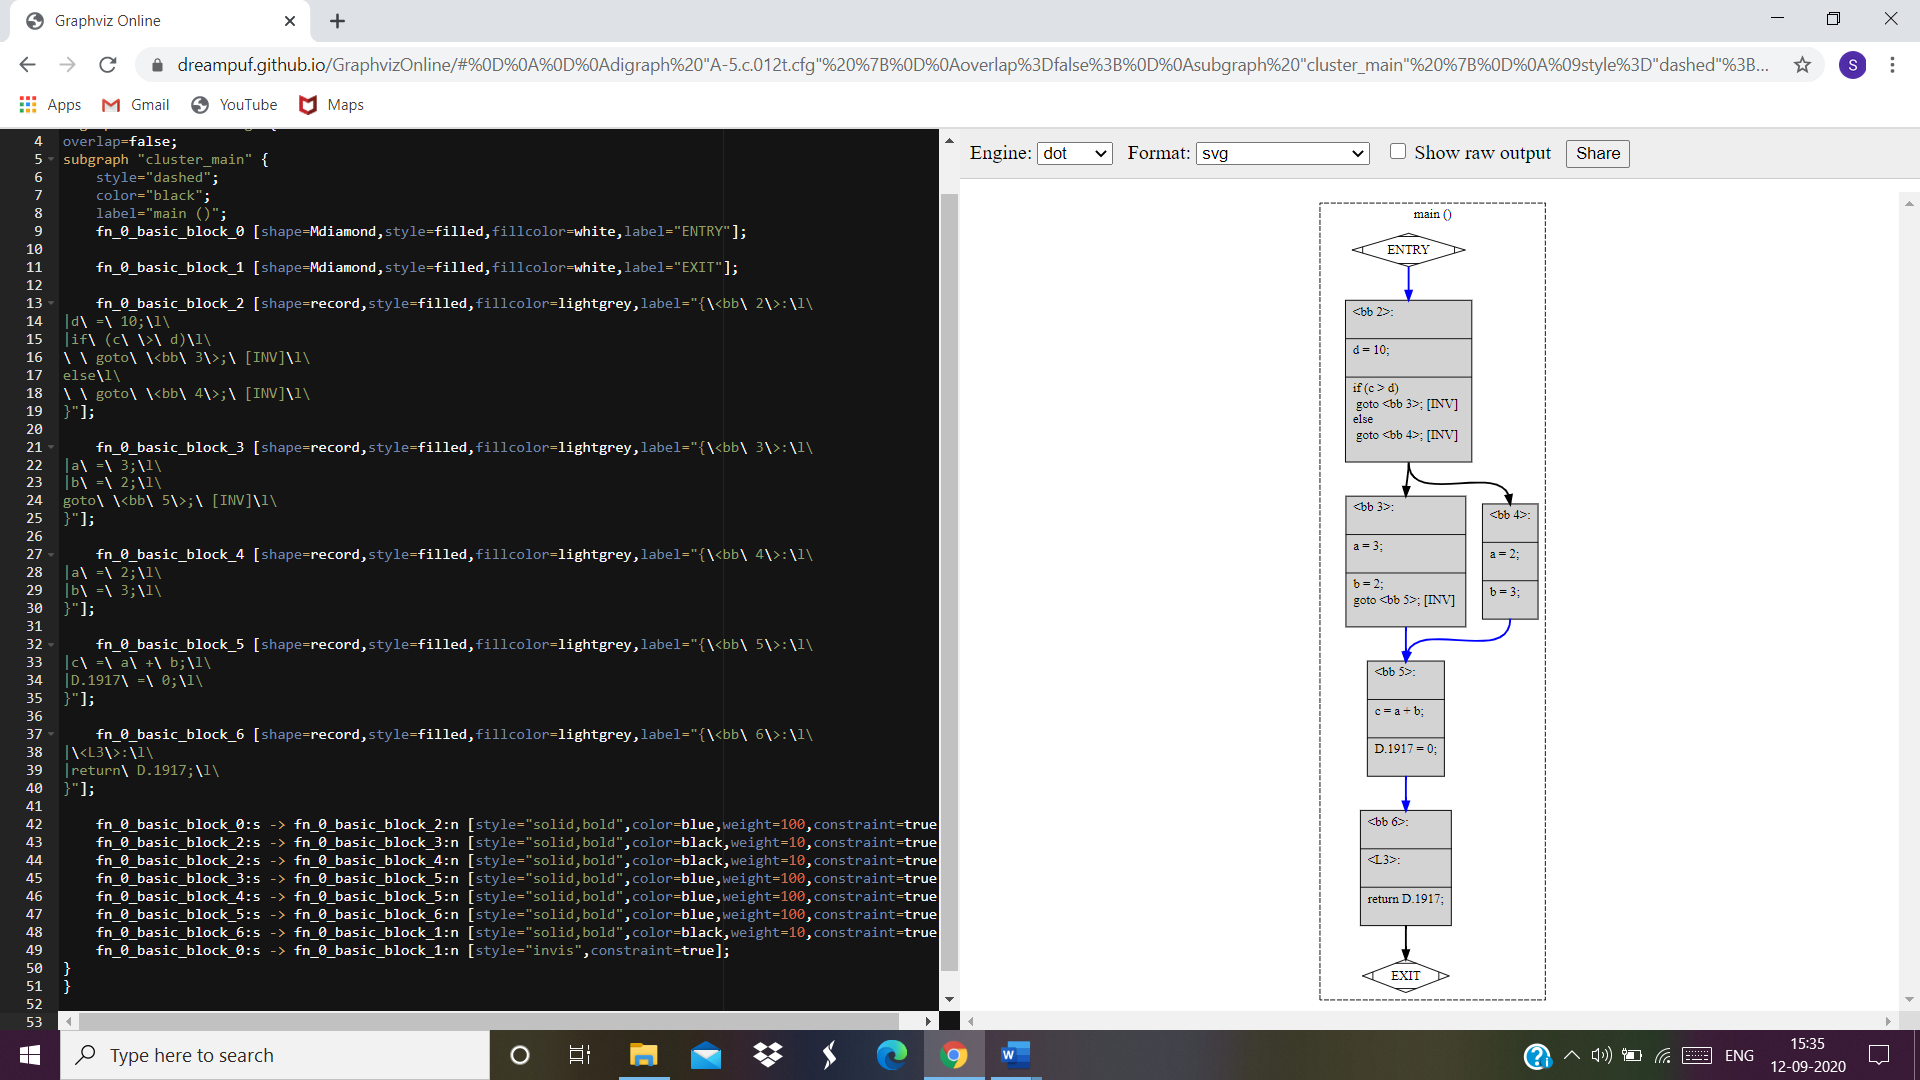 Graphviz Online
dreampuf.github.io/GraphvizOnline/#%0D%0A%0D%0Adigraph%20"A-5.c.012t.cfg"%20%7B%0D%0Aoverlap%3Dfalse%3B%0D%0Asubgraph%20"cluster_main"%20%7B%0D%0A%09style%3D"dashed"%3B...
S
Apps
Gmail
YouTube
Maps
4 overlap=false;
5 subgraph "cluster_main" {
6 style="dashed";
7 color="black";
8 label="main ()";
9 fn_0_basic_block_0 [shape=Mdiamond,style=filled,fillcolor=white,label="ENTRY"];
10
11 fn_0_basic_block_1 [shape=Mdiamond,style=filled,fillcolor=white,label="EXIT"];
12
13 fn_0_basic_block_2 [shape=record,style=filled,fillcolor=lightgrey,label="{\<bb\ 2\>:\l\
14 |d\ =\ 10;\l\
15 |if\ (c\ \>\ d)\l\
16 \ \ goto\ \<bb\ 3\>;\ [INV]\l\
17 else\l\
18 \ \ goto\ \<bb\ 4\>;\ [INV]\l\
19 }"];
20
21 fn_0_basic_block_3 [shape=record,style=filled,fillcolor=lightgrey,label="{\<bb\ 3\>:\l\
22 |a\ =\ 3;\l\
23 |b\ =\ 2;\l\
24 goto\ \<bb\ 5\>;\ [INV]\l\
25 }"];
26
27 fn_0_basic_block_4 [shape=record,style=filled,fillcolor=lightgrey,label="{\<bb\ 4\>:\l\
28 |a\ =\ 2;\l\
29 |b\ =\ 3;\l\
30 }"];
31
32 fn_0_basic_block_5 [shape=record,style=filled,fillcolor=lightgrey,label="{\<bb\ 5\>:\l\
33 |c\ =\ a\ +\ b;\l\
34 |D.1917\ =\ 0;\l\
35 }"];
36
37 fn_0_basic_block_6 [shape=record,style=filled,fillcolor=lightgrey,label="{\<bb\ 6\>:\l\
38 |\<L3\>:\l\
39 |return\ D.1917;\l\
40 }"];
41
42 fn_0_basic_block_0:s -> fn_0_basic_block_2:n [style="solid,bold",color=blue,weight=100,constraint=true
43 fn_0_basic_block_2:s -> fn_0_basic_block_3:n [style="solid,bold",color=black,weight=10,constraint=true
44 fn_0_basic_block_2:s -> fn_0_basic_block_4:n [style="solid,bold",color=black,weight=10,constraint=true
45 fn_0_basic_block_3:s -> fn_0_basic_block_5:n [style="solid,bold",color=blue,weight=100,constraint=true
46 fn_0_basic_block_4:s -> fn_0_basic_block_5:n [style="solid,bold",color=blue,weight=100,constraint=true
47 fn_0_basic_block_5:s -> fn_0_basic_block_6:n [style="solid,bold",color=blue,weight=100,constraint=true
48 fn_0_basic_block_6:s -> fn_0_basic_block_1:n [style="solid,bold",color=black,weight=10,constraint=true
49 fn_0_basic_block_0:s -> fn_0_basic_block_1:n [style="invis",constraint=true];
50 }
51 }
52
53
Engine: dot Format: svg Show raw output Share
main ()
ENTRY
<bb 2>:
d = 10;
if (c > d)
goto <bb 3>; [INV]
else
goto <bb 4>; [INV]
<bb 3>:
a = 3;
b = 2;
goto <bb 5>; [INV]
<bb 4>:
a = 2;
b = 3;
<bb 5>:
c = a + b;
D.1917 = 0;
<bb 6>:
<L3>:
return D.1917;
EXIT
Type here to search
ENG
15:35
12-09-2020